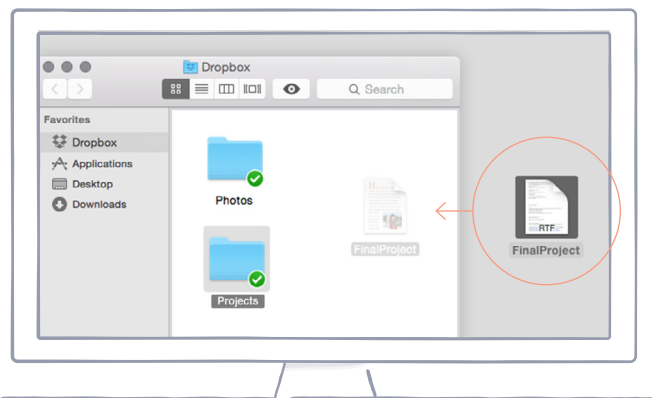 Dropbox
Search
Favorites
Dropbox
Applications
Desktop
Downloads
Photos
Projects
FinalProject
RTF
FinalProject